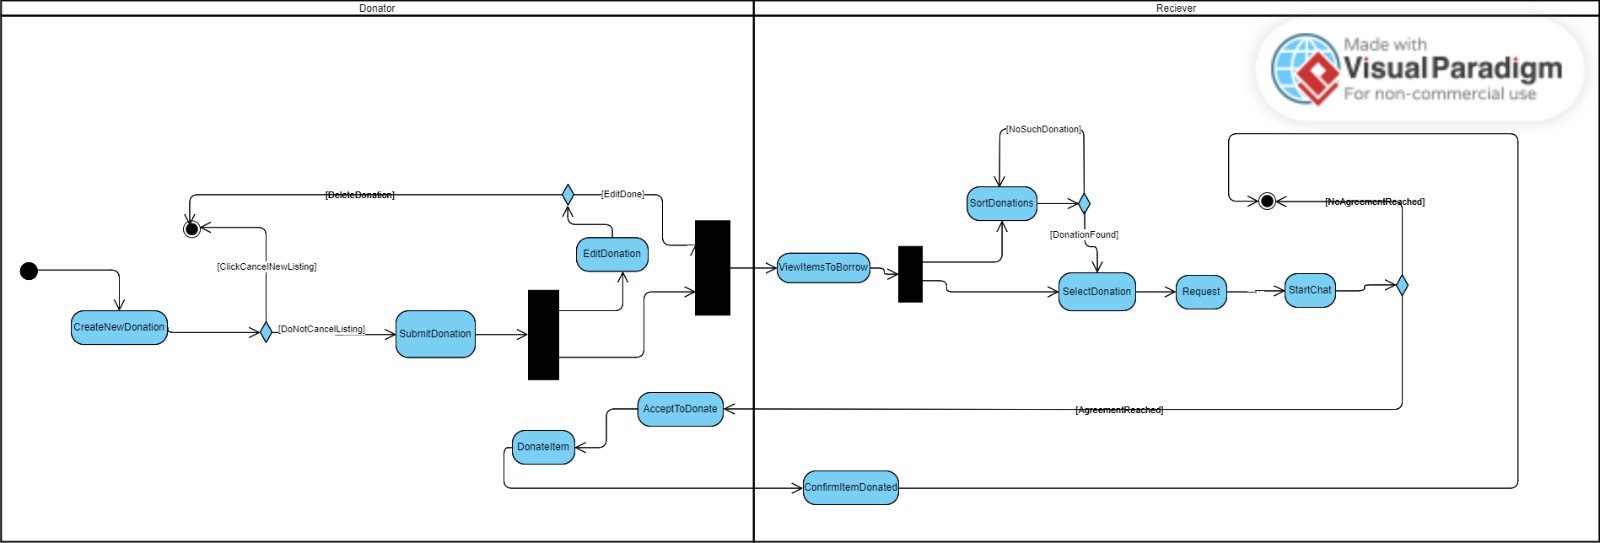 Donator
Reciever
Made with
Visual Paradigm
For non-commercial use
[NoSuchDonation]
[DeleteDonation]
[EditDone]
SortDonations
[NoAgreementReached]
[DonationFound]
EditDonation
[ClickCancelNewListing]
ViewItemsToBorrow
SelectDonation
Request
StartChat
CreateNewDonation
[DoNotCancelListing]
SubmitDonation
AcceptToDonate
[AgreementReached]
DonateItem
ConfirmItemDonated